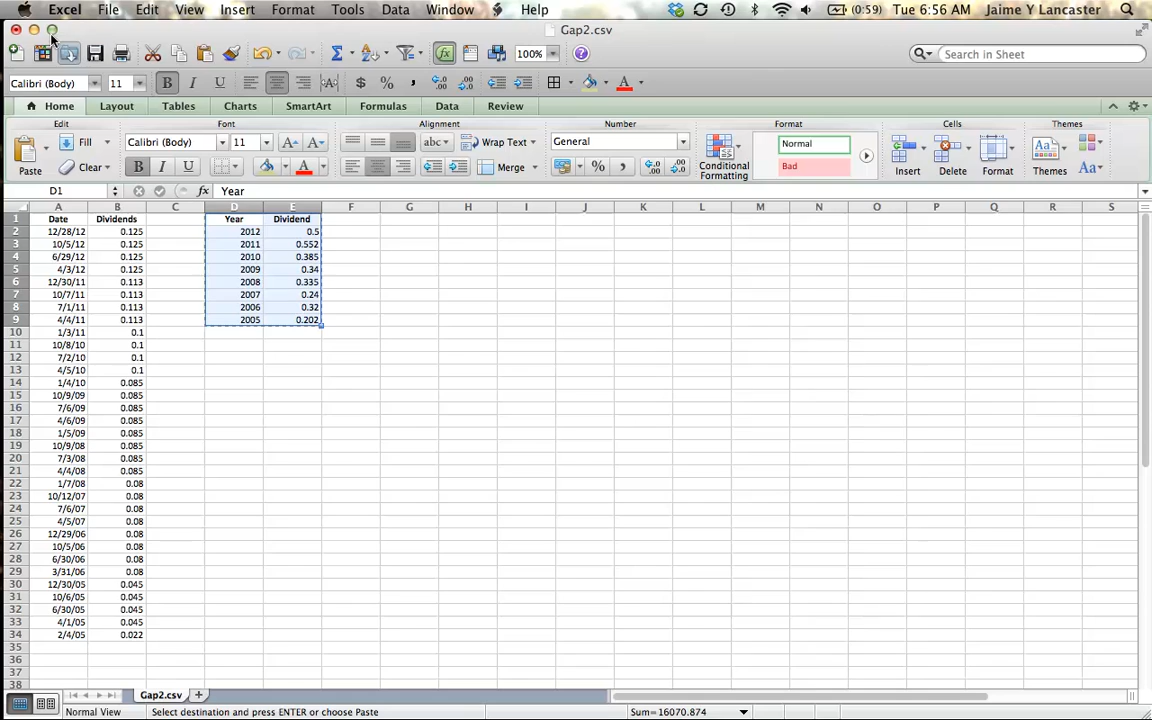 Excel File Edit View Insert Format Tools Data Window Help (0:59) Tue 6:56 AM Jaime Y Lancaster
Gap2.csv
100% Search in Sheet
Calibri (Body) 11 B I U ABC $ % ,
Home Layout Tables Charts SmartArt Formulas Data Review
Edit Font Alignment Number Format Cells Themes
Fill Calibri (Body) 11 A A abc Wrap Text General Normal
Paste Clear B I U A Merge % , Conditional Formatting Bad Insert Delete Format Themes Aa
D1 fx Year
A B C D E F G H I J K L M N O P Q R S
1 Date Dividends Year Dividend
2 12/28/12 0.125 2012 0.5
3 10/5/12 0.125 2011 0.552
4 6/29/12 0.125 2010 0.385
5 4/3/12 0.125 2009 0.34
6 12/30/11 0.113 2008 0.335
7 10/7/11 0.113 2007 0.24
8 7/1/11 0.113 2006 0.32
9 4/4/11 0.113 2005 0.202
10 1/3/11 0.1
11 10/8/10 0.1
12 7/2/10 0.1
13 4/5/10 0.1
14 1/4/10 0.085
15 10/9/09 0.085
16 7/6/09 0.085
17 4/6/09 0.085
18 1/5/09 0.085
19 10/9/08 0.085
20 7/3/08 0.085
21 4/4/08 0.085
22 1/7/08 0.08
23 10/12/07 0.08
24 7/6/07 0.08
25 4/5/07 0.08
26 12/29/06 0.08
27 10/5/06 0.08
28 6/30/06 0.08
29 3/31/06 0.08
30 12/30/05 0.045
31 10/6/05 0.045
32 6/30/05 0.045
33 4/1/05 0.045
34 2/4/05 0.022
35
36
37
38
Gap2.csv
Normal View Select destination and press ENTER or choose Paste Sum=16070.874